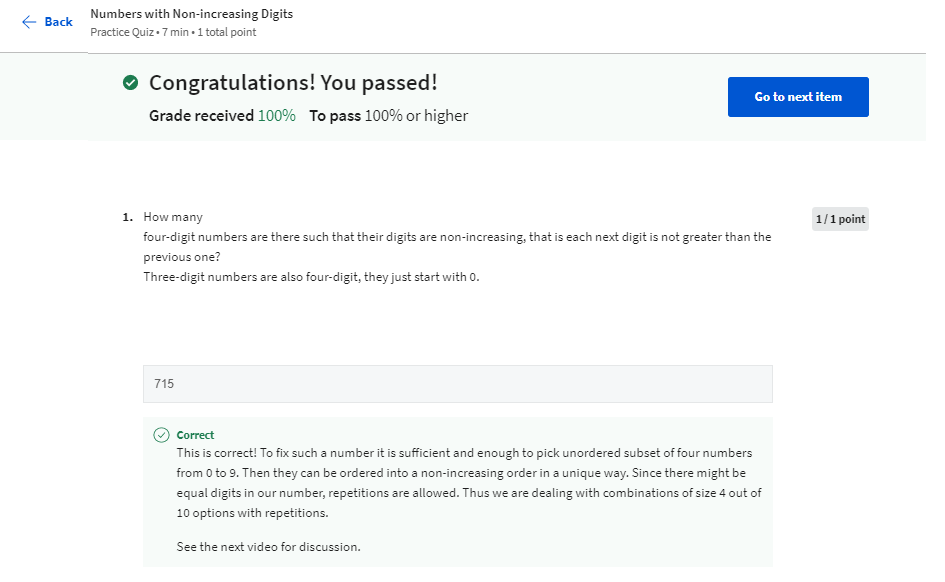 Back
Numbers with Non-increasing Digits
Practice Quiz • 7 min • 1 total point
Congratulations! You passed!
Grade received 100% To pass 100% or higher
Go to next item
1. How many
1 / 1 point
four-digit numbers are there such that their digits are non-increasing, that is each next digit is not greater than the
previous one?
Three-digit numbers are also four-digit, they just start with 0.
715
Correct
This is correct! To fix such a number it is sufficient and enough to pick unordered subset of four numbers
from 0 to 9. Then they can be ordered into a non-increasing order in a unique way. Since there might be
equal digits in our number, repetitions are allowed. Thus we are dealing with combinations of size 4 out of
10 options with repetitions.
See the next video for discussion.